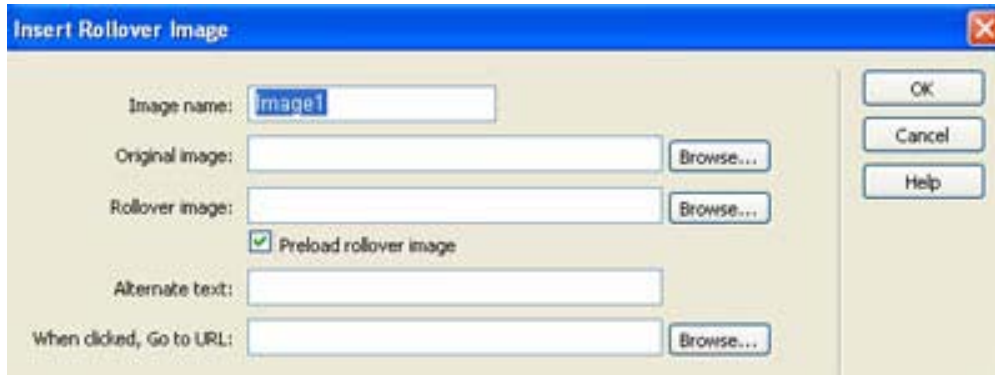 Insert Rollover Image
Image name: Image1
OK
Original image: Browse...
Cancel
Rollover image: Browse...
Help
Preload rollover image
Alternate text:
When clicked, Go to URL: Browse...